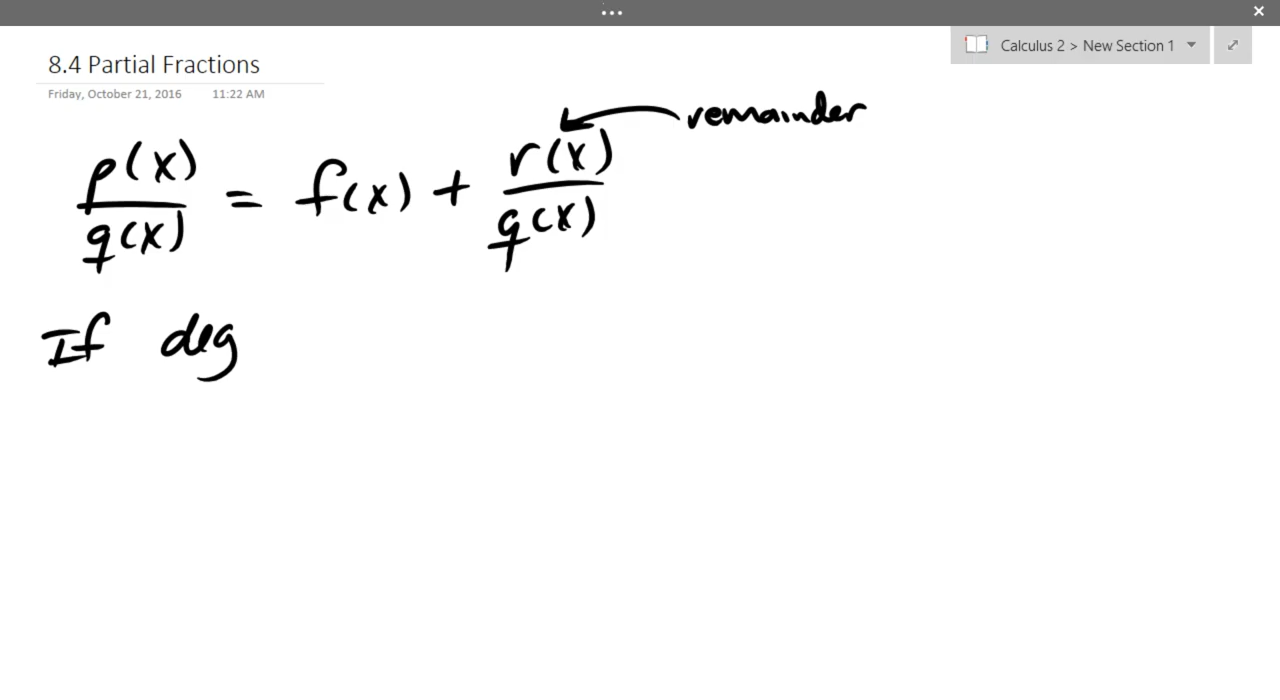 Calculus 2 > New Section 1
8.4 Partial Fractions
Friday, October 21, 2016 11:22 AM
remainder
p(x)/q(x) = f(x) + r(x)/q(x)
If deg